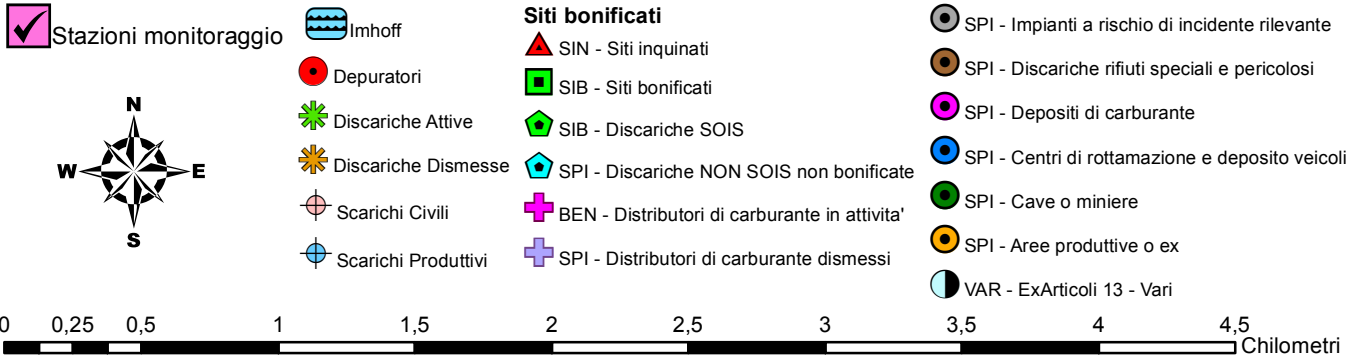 Stazioni monitoraggio
N
W E
S
Imhoff
Depuratori
Discariche Attive
Discariche Dismesse
Scarichi Civili
Scarichi Produttivi
Siti bonificati
SIN - Siti inquinati
SIB - Siti bonificati
SIB - Discariche SOIS
SPI - Discariche NON SOIS non bonificate
BEN - Distributori di carburante in attivita'
SPI - Distributori di carburante dismessi
SPI - Impianti a rischio di incidente rilevante
SPI - Discariche rifiuti speciali e pericolosi
SPI - Depositi di carburante
SPI - Centri di rottamazione e deposito veicoli
SPI - Cave o miniere
SPI - Aree produttive o ex
VAR - ExArticoli 13 - Vari
0 0,25 0,5 1 1,5 2 2,5 3 3,5 4 4,5
Chilometri